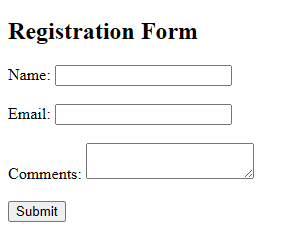 Registration Form
Name:
Email:
Comments:
Submit